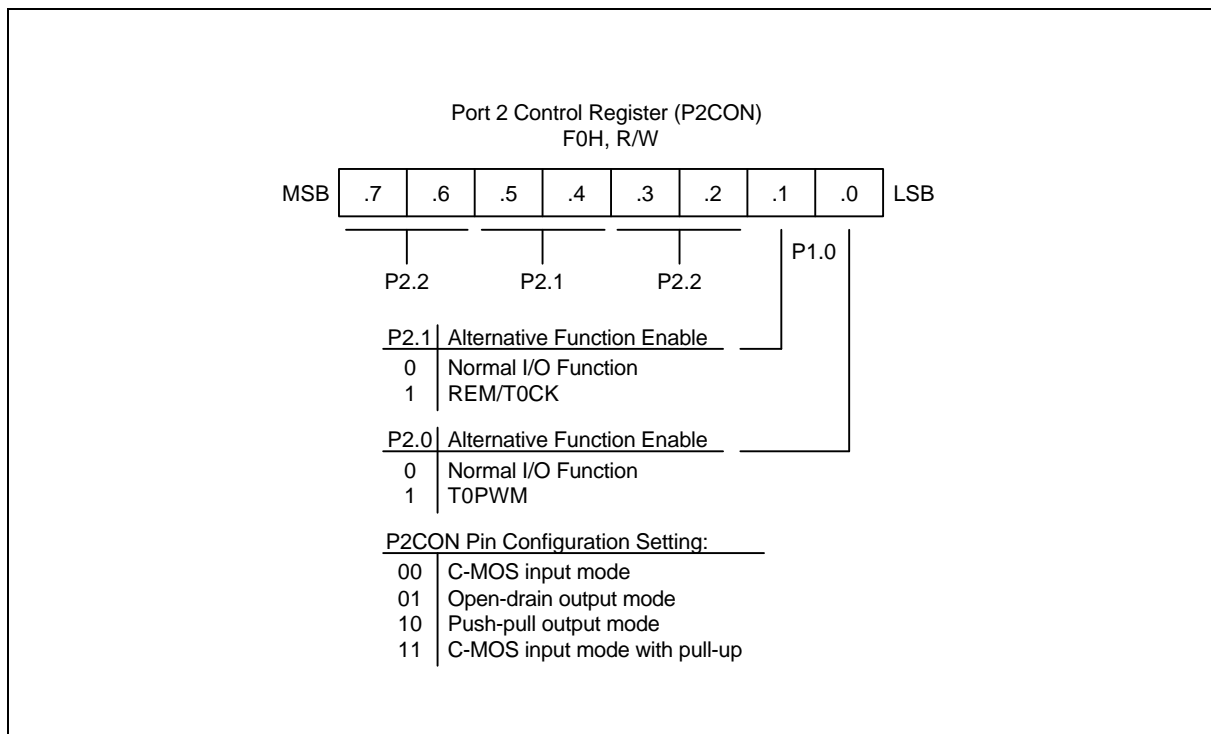 Port 2 Control Register (P2CON)
F0H, R/W
MSB .7 .6 .5 .4 .3 .2 .1 .0 LSB
P1.0
P2.2 P2.1 P2.2
P2.1 Alternative Function Enable
0 Normal I/O Function
1 REM/T0CK
P2.0 Alternative Function Enable
0 Normal I/O Function
1 T0PWM
P2CON Pin Configuration Setting:
00 C-MOS input mode
01 Open-drain output mode
10 Push-pull output mode
11 C-MOS input mode with pull-up